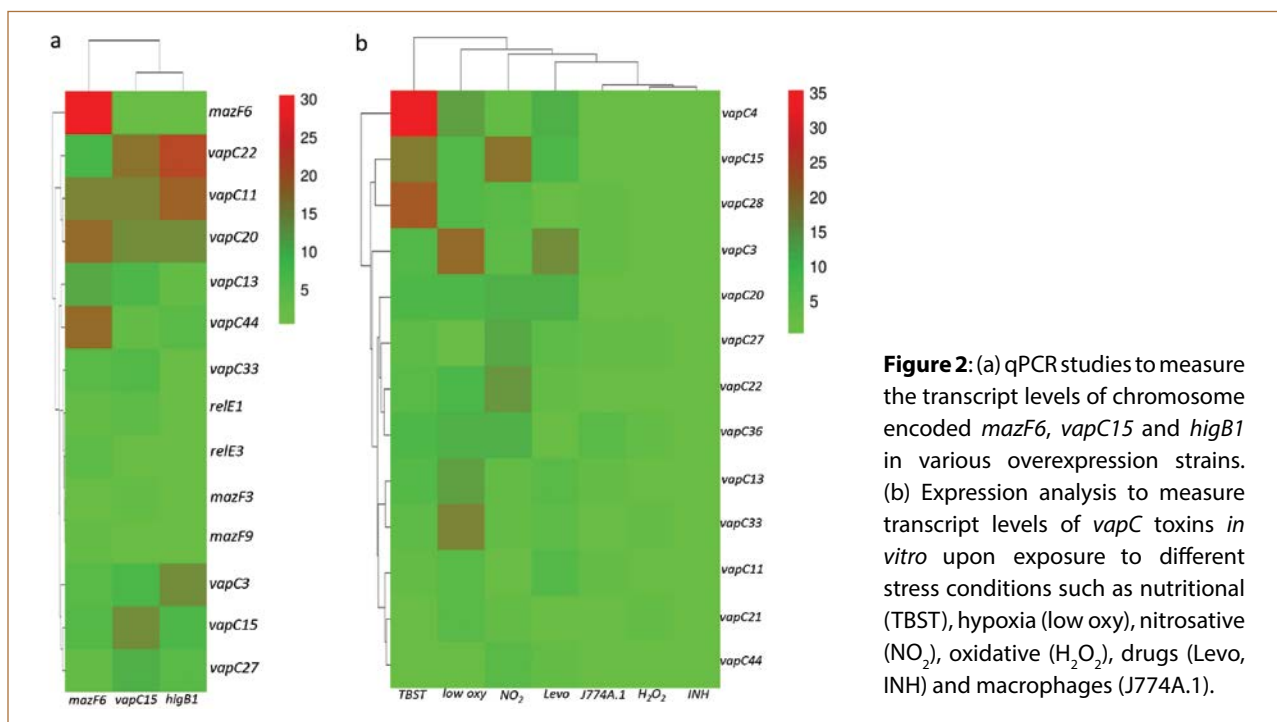 a
30
25
20
15
10
5
mazF6
vapC22
vapC11
vapC20
vapC13
vapC44
vapC33
relE1
relE3
mazF3
mazF9
vapC3
vapC15
vapC27
mazF6 vapC15 higB1
b
35
30
25
20
15
10
5
vapC4
vapC15
vapC28
vapC3
vapC20
vapC27
vapC22
vapC36
vapC13
vapC33
vapC11
vapC21
vapC44
TBST low oxy NO₂ Levo J774A.1 H₂O₂ INH
Figure 2: (a) qPCR studies to measure
the transcript levels of chromosome
encoded mazF6, vapC15 and higB1
in various overexpression strains.
(b) Expression analysis to measure
transcript levels of vapC toxins in
vitro upon exposure to different
stress conditions such as nutritional
(TBST), hypoxia (low oxy), nitrosative
(NO₂), oxidative (H₂O₂), drugs (Levo,
INH) and macrophages (J774A.1).